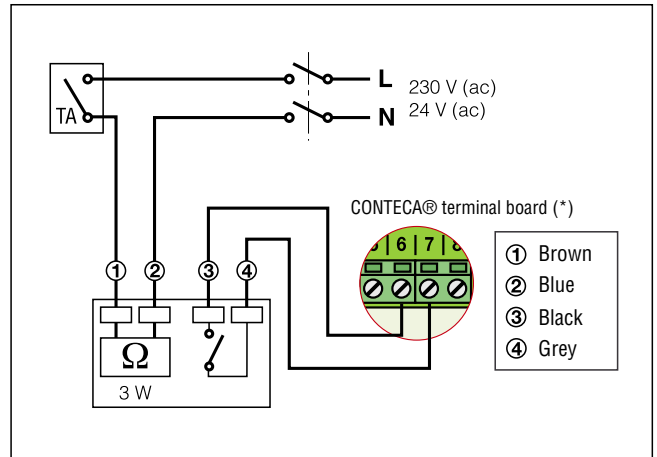 L
230 V (ac)
TA
N
24 V (ac)
CONTECA® terminal board (*)
6 | 7 | 8
① Brown
② Blue
③ Black
④ Grey
① ② ③ ④
Ω
3 W